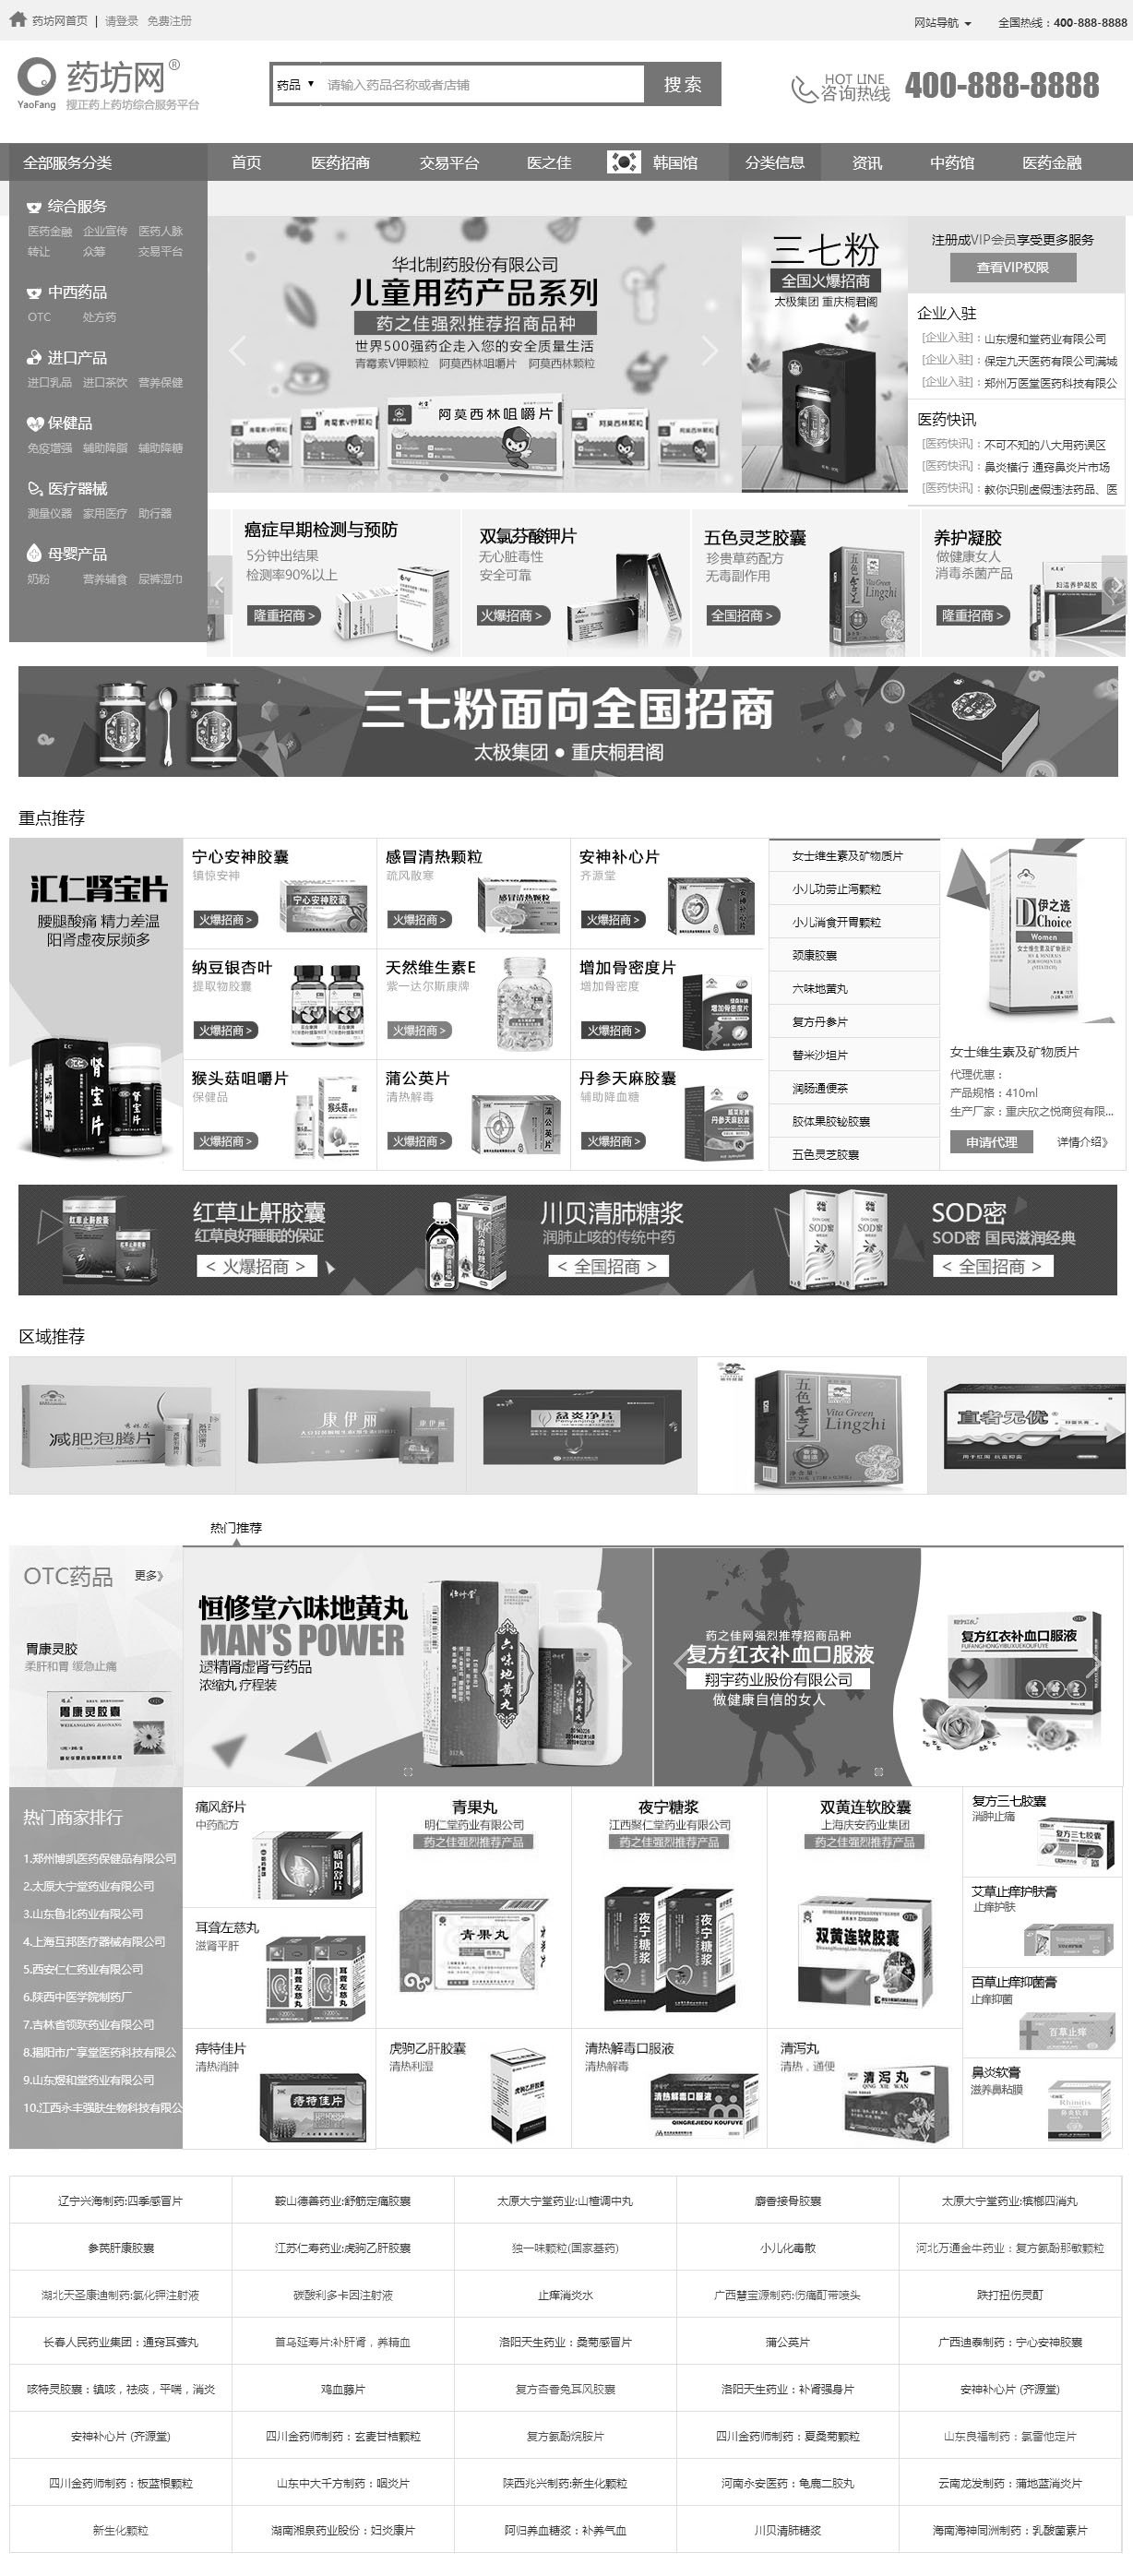 药坊网首页 | 请登录 免费注册
网站导航
全国热线：400-888-8888
药坊网®
YaoFang 搜正药上药坊综合服务平台
药品 ▼ 请输入药品名称或者店铺
搜 索
HOT LINE
咨询热线
400-888-8888
全部服务分类
首页
医药招商
交易平台
医之佳
韩国馆
分类信息
资讯
中药馆
医药金融
综合服务
医药金融 企业宣传 医药人脉
转让 众筹 交易平台
中西药品
OTC 处方药
进口产品
进口乳品 进口茶饮 营养保健
保健品
免疫增强 辅助降脂 辅助降糖
医疗器械
测量仪器 家用医疗 助行器
母婴产品
奶粉 营养辅食 尿裤湿巾
华北制药股份有限公司
儿童用药产品系列
药之佳强烈推荐招商品种
世界500强药企走入您的安全质量生活
青霉素V钾颗粒 阿莫西林咀嚼片 阿莫西林颗粒
阿莫西林咀嚼片
三七粉
全国火爆招商
太极集团 重庆桐君阁
注册成VIP会员享受更多服务
查看VIP权限
企业入驻
[企业入驻]：山东煜和堂药业有限公司
[企业入驻]：保定九天医药有限公司满城
[企业入驻]：郑州万医堂医药科技有限公
医药快讯
[医药快讯]：不可不知的八大用药误区
[医药快讯]：鼻炎横行 通窍鼻炎片市场
[医药快讯]：教你识别虚假违法药品、医
癌症早期检测与预防
5分钟出结果
检测率90%以上
隆重招商 >
双氯芬酸钾片
无心脏毒性
安全可靠
火爆招商 >
五色灵芝胶囊
珍贵草药配方
无毒副作用
全国招商 >
Vita Green
Lingzhi
养护凝胶
做健康女人
消毒杀菌产品
隆重招商 >
三七粉面向全国招商
太极集团 ● 重庆桐君阁
重点推荐
汇仁肾宝片
腰腿酸痛 精力差温
阳肾虚夜尿频多
肾宝片
宁心安神胶囊
镇惊安神
火爆招商 >
感冒清热颗粒
疏风散寒
火爆招商 >
安神补心片
齐源堂
火爆招商 >
纳豆银杏叶
提取物胶囊
火爆招商 >
天然维生素E
紫一达尔斯康牌
火爆招商 >
增加骨密度片
增加骨密度
火爆招商 >
猴头菇咀嚼片
保健品
火爆招商 >
蒲公英片
清热解毒
火爆招商 >
丹参天麻胶囊
辅助降血糖
火爆招商 >
女士维生素及矿物质片
小儿功劳止泻颗粒
小儿消食开胃颗粒
颈康胶囊
六味地黄丸
复方丹参片
替米沙坦片
润肠通便茶
胶体果胶铋胶囊
五色灵芝胶囊
伊之选
Choice
Women
女士维生素及矿物质片
代理优惠：
产品规格：410ml
生产厂家：重庆欣之悦商贸有限...
申请代理
详情介绍》
红草止鼾胶囊
红草良好睡眠的保证
< 火爆招商 >
川贝清肺糖浆
润肺止咳的传统中药
< 全国招商 >
SOD密
SOD密 国民滋润经典
< 全国招商 >
区域推荐
减肥泡腾片
康伊丽
盆炎净片
Penyanjing Pian
五色灵芝
Vita Green
Lingzhi
直者无忧
热门推荐
OTC药品
更多》
胃康灵胶
柔肝和胃 缓急止痛
胃康灵胶囊
WEIKANGLING JIAONANG
恒修堂六味地黄丸
MAN'S POWER
遗精肾虚肾亏药品
浓缩丸 疗程装
六味地黄丸
药之佳网强烈推荐招商品种
复方红衣补血口服液
翔宇药业股份有限公司
做健康自信的女人
复方红衣补血口服液
热门商家排行
1.郑州博凯医药保健品有限公司
2.太原大宁堂药业有限公司
3.山东鲁北药业有限公司
4.上海互邦医疗器械有限公司
5.西安仁仁药业有限公司
6.陕西中医学院制药厂
7.吉林省领跃药业有限公司
8.揭阳市广享堂医药科技有限公
9.山东煜和堂药业有限公司
10.江西永丰强肤生物科技有限公
痛风舒片
中药配方
耳聋左慈丸
滋肾平肝
青果丸
明仁堂药业有限公司
药之佳强烈推荐产品
青果丸
夜宁糖浆
江西聚仁堂药业有限公司
药之佳强烈推荐产品
夜宁糖浆
双黄连软胶囊
上海庆安药业集团
药之佳强烈推荐产品
双黄连软胶囊
复方三七胶囊
消肿止痛
艾草止痒护肤膏
止痒护肤
百草止痒抑菌膏
止痒抑菌
鼻炎软膏
滋养鼻粘膜
痔特佳片
清热消肿
痔特佳片
虎驹乙肝胶囊
清热利湿
清热解毒口服液
清热解毒
清热解毒口服液
QINGREJIEDU KOUFUYE
清泻丸
清热，通便
清泻丸
QING XIE WAN
辽宁兴海制药:四季感冒片
鞍山德善药业:舒筋定痛胶囊
太原大宁堂药业:山楂调中丸
麝香接骨胶囊
太原大宁堂药业:槟榔四消丸
参芪肝康胶囊
江苏仁寿药业:虎驹乙肝胶囊
独一味颗粒(国家基药)
小儿化毒散
河北万通金牛药业：复方氨酚那敏颗粒
湖北天圣康迪制药:氯化钾注射液
碳酸利多卡因注射液
止痒消炎水
广西慧宝源制药:伤痛酊带喷头
跌打扭伤灵酊
长春人民药业集团：通窍耳聋丸
首乌延寿片:补肝肾，养精血
洛阳天生药业：桑菊感冒片
蒲公英片
广西迪泰制药：宁心安神胶囊
咳特灵胶囊：镇咳，祛痰，平喘，消炎
鸡血藤片
复方杏香兔耳风胶囊
洛阳天生药业：补肾强身片
安神补心片 (齐源堂)
安神补心片 (齐源堂)
四川金药师制药：玄麦甘桔颗粒
复方氨酚烷胺片
四川金药师制药：夏桑菊颗粒
山东良福制药：氯雷他定片
四川金药师制药：板蓝根颗粒
山东中大千方制药：咽炎片
陕西兆兴制药:新生化颗粒
河南永安医药：龟鹿二胶丸
云南龙发制药：蒲地蓝消炎片
新生化颗粒
湖南湘泉药业股份：妇炎康片
阿归养血糖浆：补养气血
川贝清肺糖浆
海南海神同洲制药：乳酸菌素片